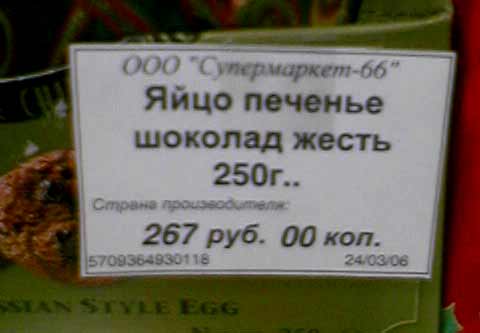 ООО "Супермаркет-66"
Яйцо печенье
шоколад жесть
250г..
Страна производитель:
267 руб. 00 коп.
5709364930118 24/03/06
SSIAN STYLE EGG